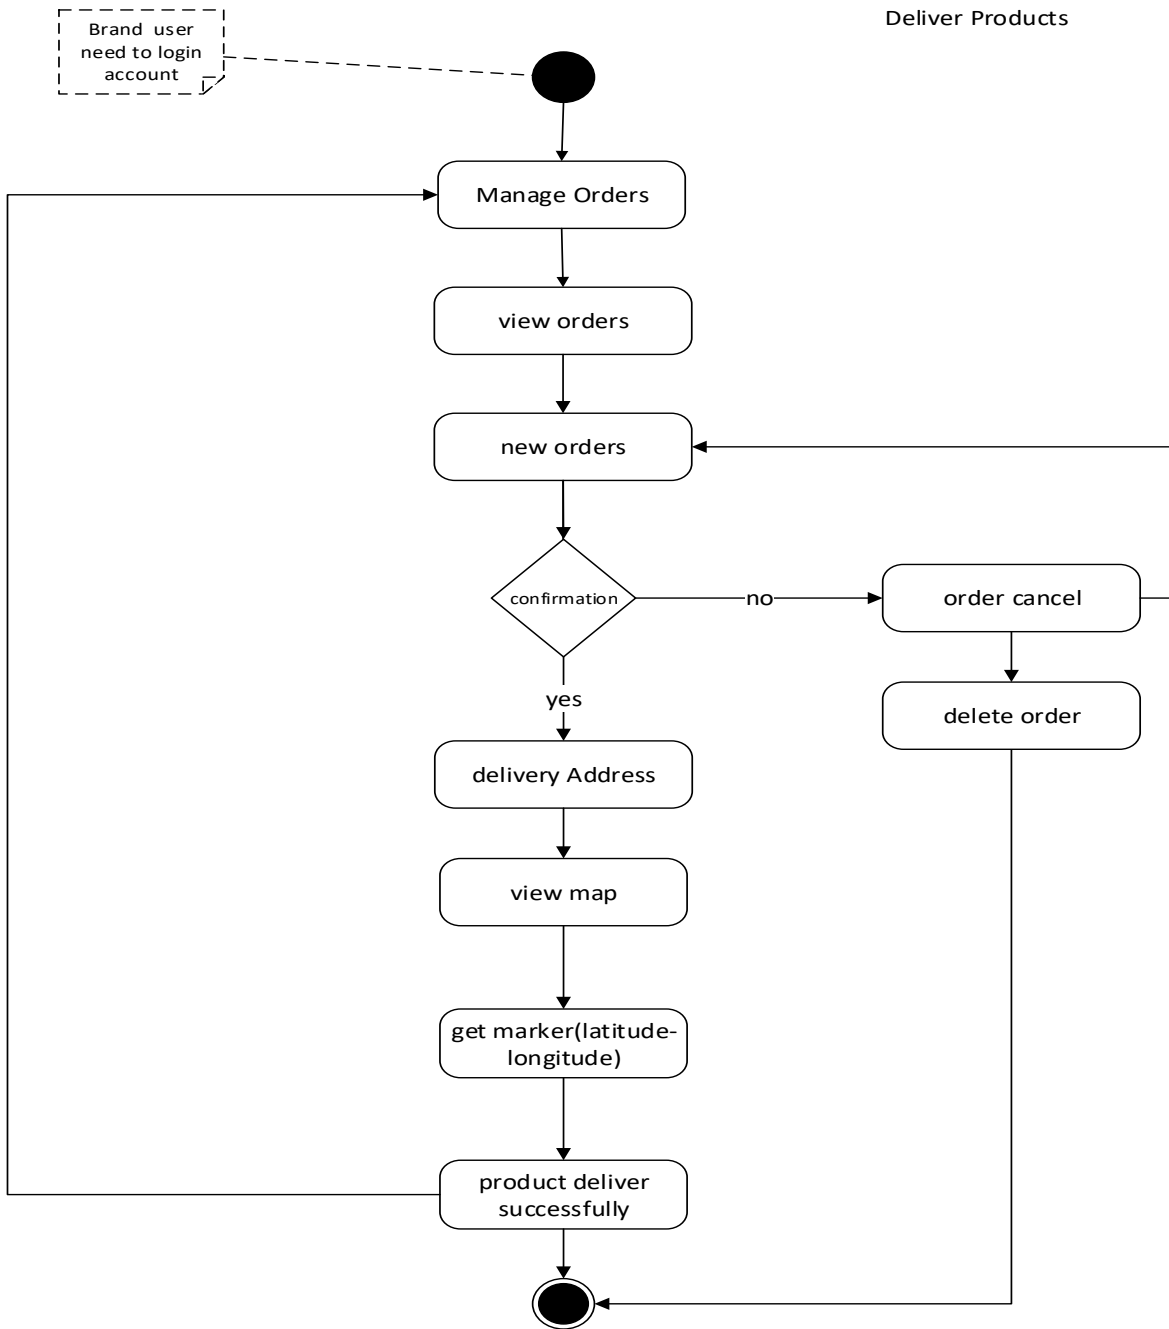 Deliver Products
Brand user
need to login
account
Manage Orders
view orders
new orders
confirmation
no
order cancel
yes
delete order
delivery Address
view map
get marker(latitude-
longitude)
product deliver
successfully